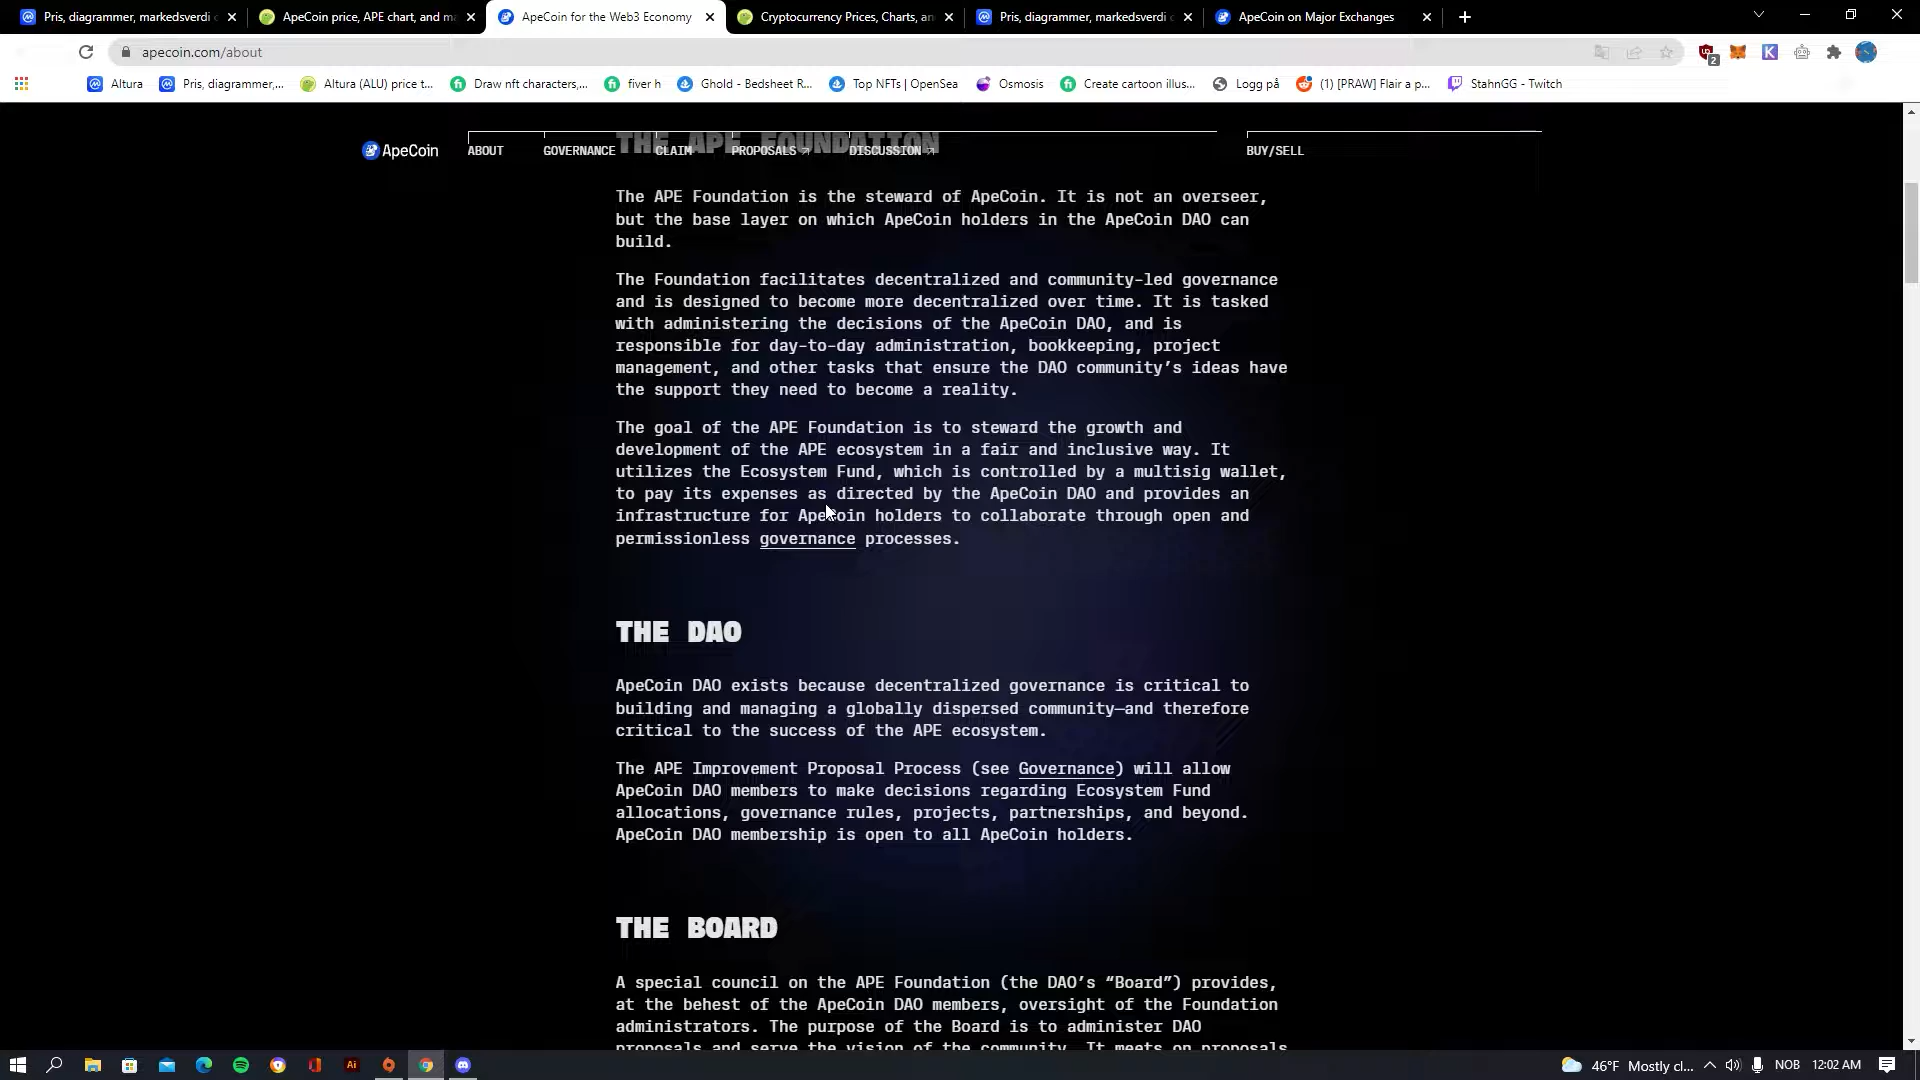 Pris, diagrammer, markedsverdi
ApeCoin price, APE chart, and ma
ApeCoin for the Web3 Economy
Cryptocurrency Prices, Charts, an
Pris, diagrammer, markedsverdi
ApeCoin on Major Exchanges
apecoin.com/about
2
Altura
Pris, diagrammer,...
Altura (ALU) price t...
Draw nft characters,...
fiver h
Ghold - Bedsheet R...
Top NFTs | OpenSea
Osmosis
Create cartoon illus...
Logg på
(1) [PRAW] Flair a p...
StahnGG - Twitch
THE APE FOUNDATION
ApeCoin
ABOUT
GOVERNANCE
CLAIM
PROPOSALS
DISCUSSION
BUY/SELL
The APE Foundation is the steward of ApeCoin. It is not an overseer,
but the base layer on which ApeCoin holders in the ApeCoin DAO can
build.
The Foundation facilitates decentralized and community-led governance
and is designed to become more decentralized over time. It is tasked
with administering the decisions of the ApeCoin DAO, and is
responsible for day-to-day administration, bookkeeping, project
management, and other tasks that ensure the DAO community's ideas have
the support they need to become a reality.
The goal of the APE Foundation is to steward the growth and
development of the APE ecosystem in a fair and inclusive way. It
utilizes the Ecosystem Fund, which is controlled by a multisig wallet,
to pay its expenses as directed by the ApeCoin DAO and provides an
infrastructure for ApeCoin holders to collaborate through open and
permissionless governance processes.
THE DAO
ApeCoin DAO exists because decentralized governance is critical to
building and managing a globally dispersed community—and therefore
critical to the success of the APE ecosystem.
The APE Improvement Proposal Process (see Governance) will allow
ApeCoin DAO members to make decisions regarding Ecosystem Fund
allocations, governance rules, projects, partnerships, and beyond.
ApeCoin DAO membership is open to all ApeCoin holders.
THE BOARD
A special council on the APE Foundation (the DAO's “Board”) provides,
at the behest of the ApeCoin DAO members, oversight of the Foundation
administrators. The purpose of the Board is to administer DAO
proposals and serve the vision of the community. It meets on proposals
Ai
46°F Mostly cl...
NOB
12:02 AM